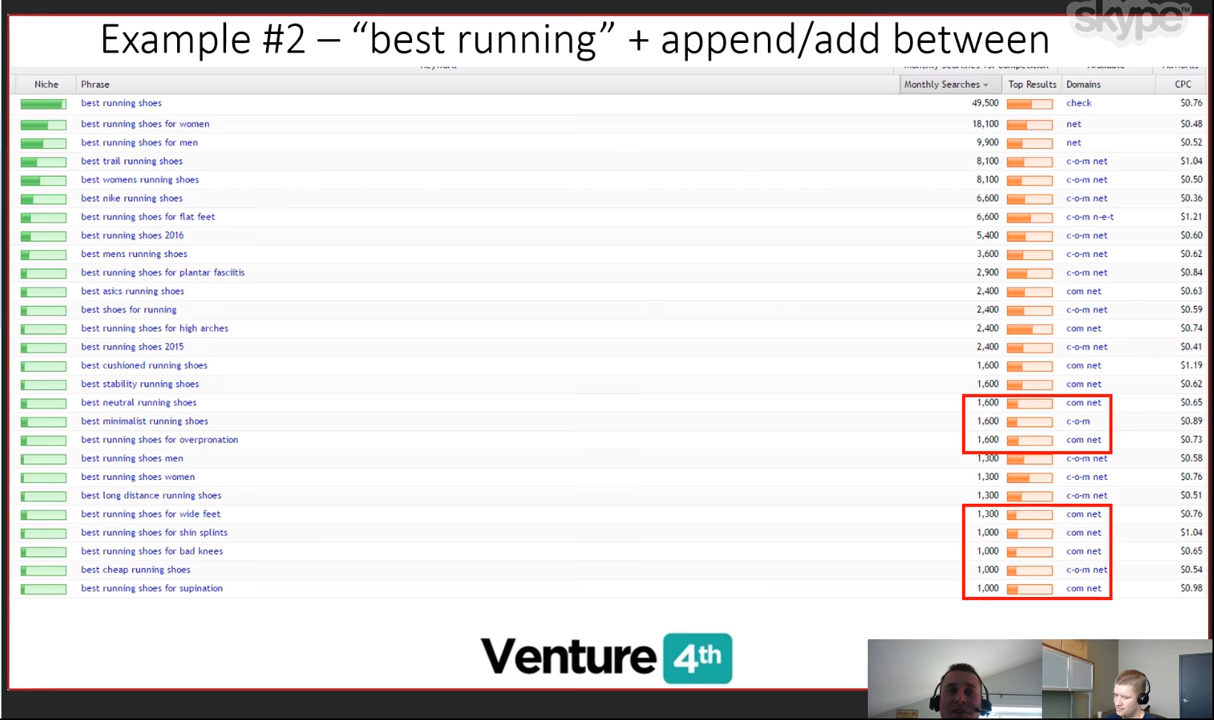 skype™
Example #2 – “best running” + append/add between
Niche Phrase Monthly Searches Top Results Domains CPC
best running shoes 49,500 check $0.76
best running shoes for women 18,100 net $0.48
best running shoes for men 9,900 net $0.52
best trail running shoes 8,100 c-o-m net $1.04
best womens running shoes 8,100 c-o-m net $0.50
best nike running shoes 6,600 c-o-m net $0.36
best running shoes for flat feet 6,600 c-o-m n-e-t $1.21
best running shoes 2016 5,400 c-o-m net $0.60
best mens running shoes 3,600 c-o-m net $0.62
best running shoes for plantar fasciitis 2,900 c-o-m net $0.84
best asics running shoes 2,400 com net $0.63
best shoes for running 2,400 c-o-m net $0.59
best running shoes for high arches 2,400 com net $0.74
best running shoes 2015 2,400 c-o-m net $0.41
best cushioned running shoes 1,600 com net $1.19
best stability running shoes 1,600 com net $0.62
best neutral running shoes 1,600 com net $0.65
best minimalist running shoes 1,600 c-o-m $0.89
best running shoes for overpronation 1,600 com net $0.73
best running shoes men 1,300 c-o-m net $0.58
best running shoes women 1,300 c-o-m net $0.76
best long distance running shoes 1,300 c-o-m net $0.51
best running shoes for wide feet 1,300 com net $0.76
best running shoes for shin splints 1,000 com net $1.04
best running shoes for bad knees 1,000 com net $0.65
best cheap running shoes 1,000 c-o-m net $0.54
best running shoes for supination 1,000 com net $0.98
Venture 4th